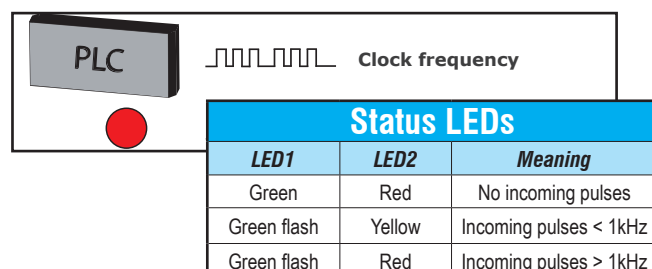 PLC
Clock frequency
Status LEDs
LED1 LED2 Meaning
Green Red No incoming pulses
Green flash Yellow Incoming pulses < 1kHz
Green flash Red Incoming pulses > 1kHz